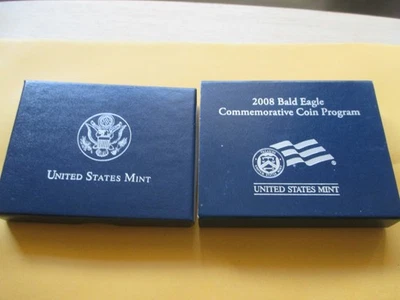 UNITED STATES MINT
2008 Bald Eagle
Commemorative Coin Program
UNITED STATES MINT